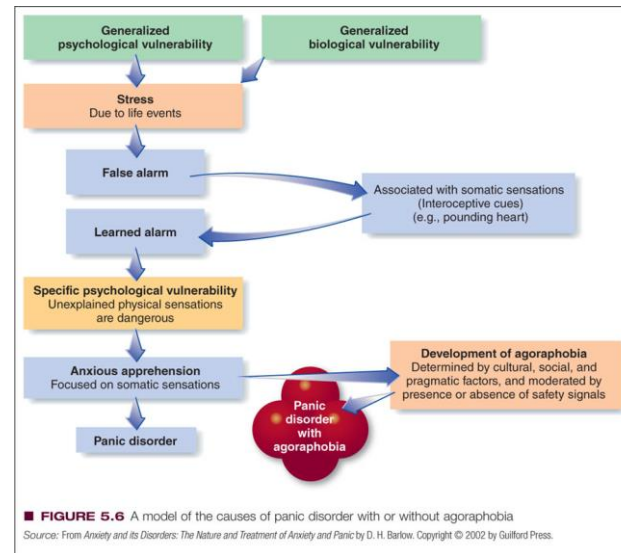 Generalized
psychological vulnerability
Generalized
biological vulnerability
Stress
Due to life events
False alarm
Associated with somatic sensations
(Interoceptive cues)
(e.g., pounding heart)
Learned alarm
Specific psychological vulnerability
Unexplained physical sensations
are dangerous
Anxious apprehension
Focused on somatic sensations
Development of agoraphobia
Determined by cultural, social, and
pragmatic factors, and moderated by
presence or absence of safety signals
Panic
disorder
with
agoraphobia
Panic disorder
■ FIGURE 5.6 A model of the causes of panic disorder with or without agoraphobia
Source: From Anxiety and its Disorders: The Nature and Treatment of Anxiety and Panic by D. H. Barlow. Copyright © 2002 by Guilford Press.